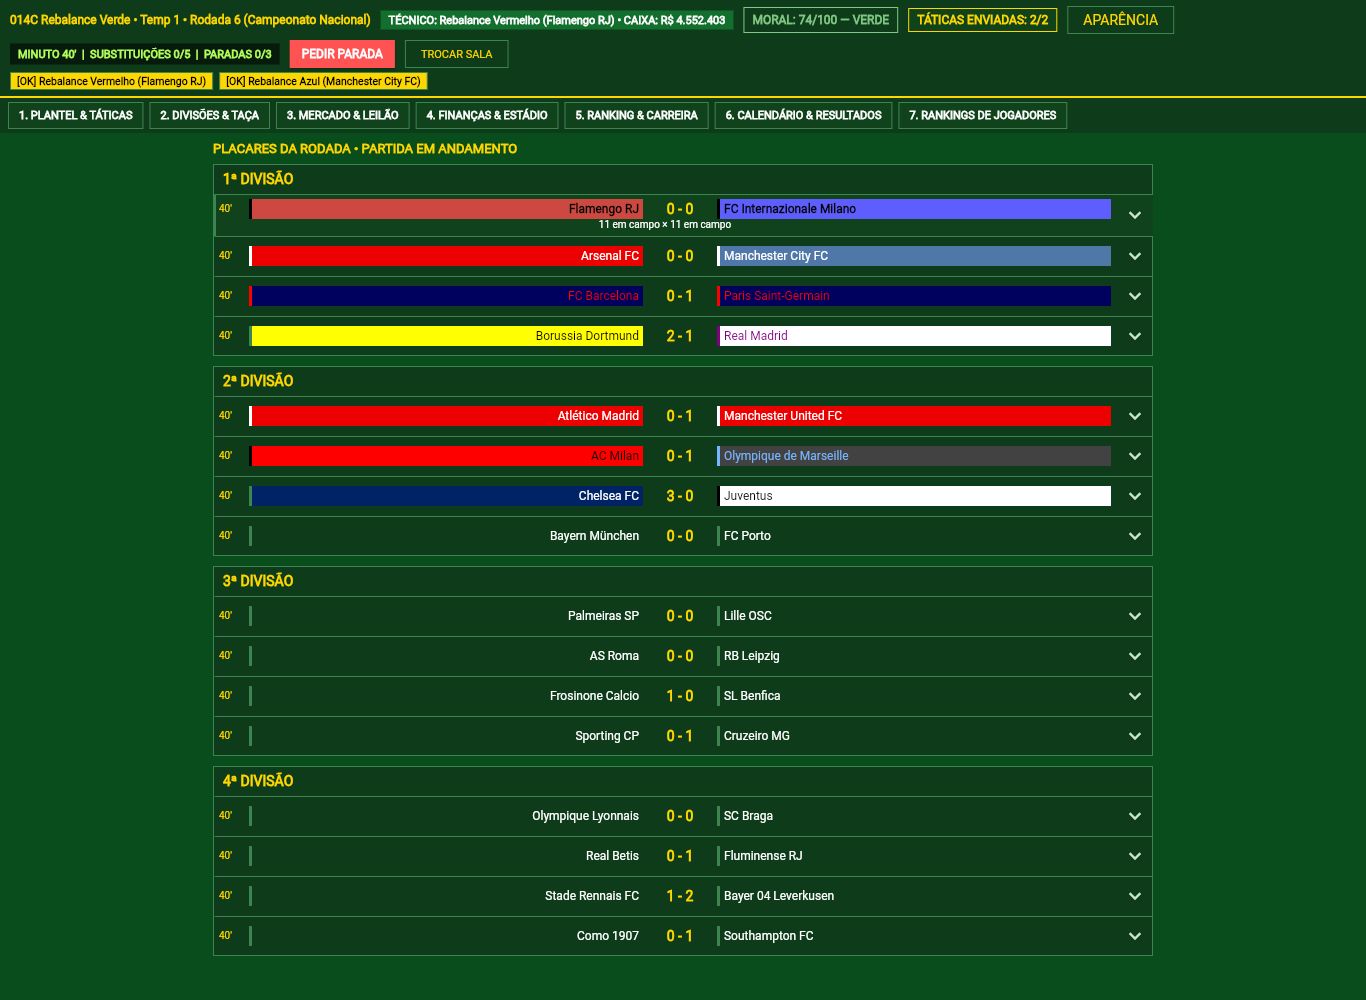 014C Rebalance Verde • Temp 1 • Rodada 6 (Campeonato Nacional) TÉCNICO: Rebalance Vermelho (Flamengo RJ) • CAIXA: R$ 4.552.403 MORAL: 74/100 — VERDE TÁTICAS ENVIADAS: 2/2 APARÊNCIA
MINUTO 40' | SUBSTITUIÇÕES 0/5 | PARADAS 0/3 PEDIR PARADA TROCAR SALA
[OK] Rebalance Vermelho (Flamengo RJ) [OK] Rebalance Azul (Manchester City FC)
1. PLANTEL & TÁTICAS 2. DIVISÕES & TAÇA 3. MERCADO & LEILÃO 4. FINANÇAS & ESTÁDIO 5. RANKING & CARREIRA 6. CALENDÁRIO & RESULTADOS 7. RANKINGS DE JOGADORES
PLACARES DA RODADA • PARTIDA EM ANDAMENTO
1ª DIVISÃO
40' Flamengo RJ 0 - 0 FC Internazionale Milano
11 em campo × 11 em campo
40' Arsenal FC 0 - 0 Manchester City FC
40' FC Barcelona 0 - 1 Paris Saint-Germain
40' Borussia Dortmund 2 - 1 Real Madrid
2ª DIVISÃO
40' Atlético Madrid 0 - 1 Manchester United FC
40' AC Milan 0 - 1 Olympique de Marseille
40' Chelsea FC 3 - 0 Juventus
40' Bayern München 0 - 0 FC Porto
3ª DIVISÃO
40' Palmeiras SP 0 - 0 Lille OSC
40' AS Roma 0 - 0 RB Leipzig
40' Frosinone Calcio 1 - 0 SL Benfica
40' Sporting CP 0 - 1 Cruzeiro MG
4ª DIVISÃO
40' Olympique Lyonnais 0 - 0 SC Braga
40' Real Betis 0 - 1 Fluminense RJ
40' Stade Rennais FC 1 - 2 Bayer 04 Leverkusen
40' Como 1907 0 - 1 Southampton FC